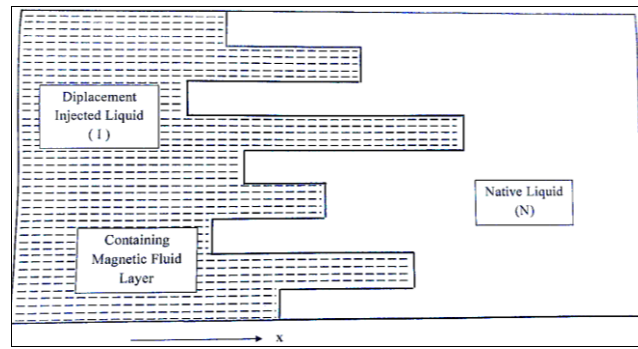 Diplacement
Injected Liquid
( I )
Native Liquid
(N)
Containing
Magnetic Fluid
Layer
x